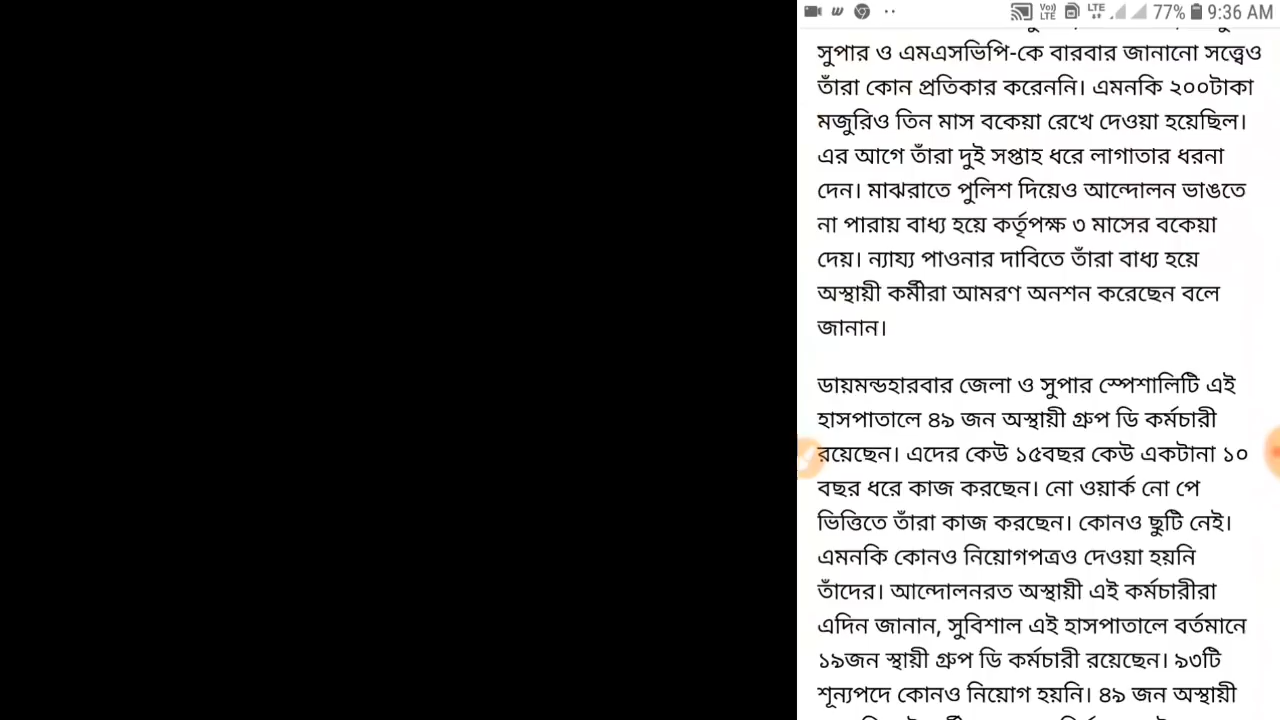 VoJ LTE LTE 77% 9:36 AM
সুপার ও এমএসভিপি-কে বারবার জানানো সত্ত্বেও
তাঁরা কোন প্রতিকার করেননি। এমনকি ২০০টাকা
মজুরিও তিন মাস বকেয়া রেখে দেওয়া হয়েছিল।
এর আগে তাঁরা দুই সপ্তাহ ধরে লাগাতার ধরনা
দেন। মাঝরাতে পুলিশ দিয়েও আন্দোলন ভাঙতে
না পারায় বাধ্য হয়ে কর্তৃপক্ষ ৩ মাসের বকেয়া
দেয়। ন্যায্য পাওনার দাবিতে তাঁরা বাধ্য হয়ে
অস্থায়ী কর্মীরা আমরণ অনশন করেছেন বলে
জানান।
ডায়মন্ডহারবার জেলা ও সুপার স্পেশালিটি এই
হাসপাতালে ৪৯ জন অস্থায়ী গ্রুপ ডি কর্মচারী
রয়েছেন। এদের কেউ ১৫বছর কেউ একটানা ১০
বছর ধরে কাজ করছেন। নো ওয়ার্ক নো পে
ভিত্তিতে তাঁরা কাজ করছেন। কোনও ছুটি নেই।
এমনকি কোনও নিয়োগপত্রও দেওয়া হয়নি
তাঁদের। আন্দোলনরত অস্থায়ী এই কর্মচারীরা
এদিন জানান, সুবিশাল এই হাসপাতালে বর্তমানে
১৯জন স্থায়ী গ্রুপ ডি কর্মচারী রয়েছেন। ৯৩টি
শূন্যপদে কোনও নিয়োগ হয়নি। ৪৯ জন অস্থায়ী